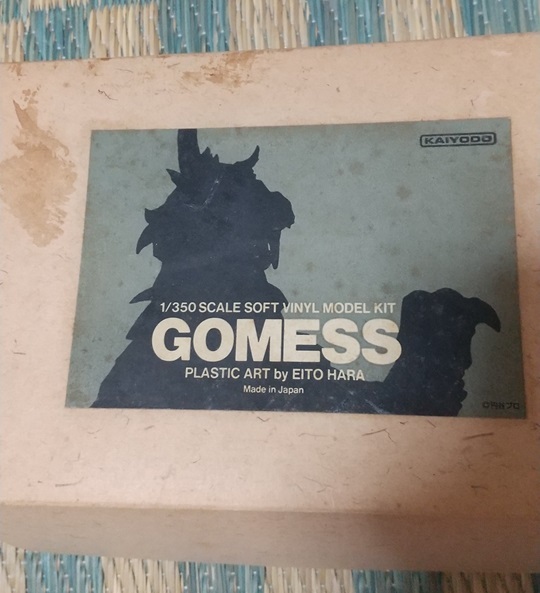 KAIYODO
1/350 SCALE SOFT VINYL MODEL KIT
GOMESS
PLASTIC ART by EITO HARA
Made in Japan